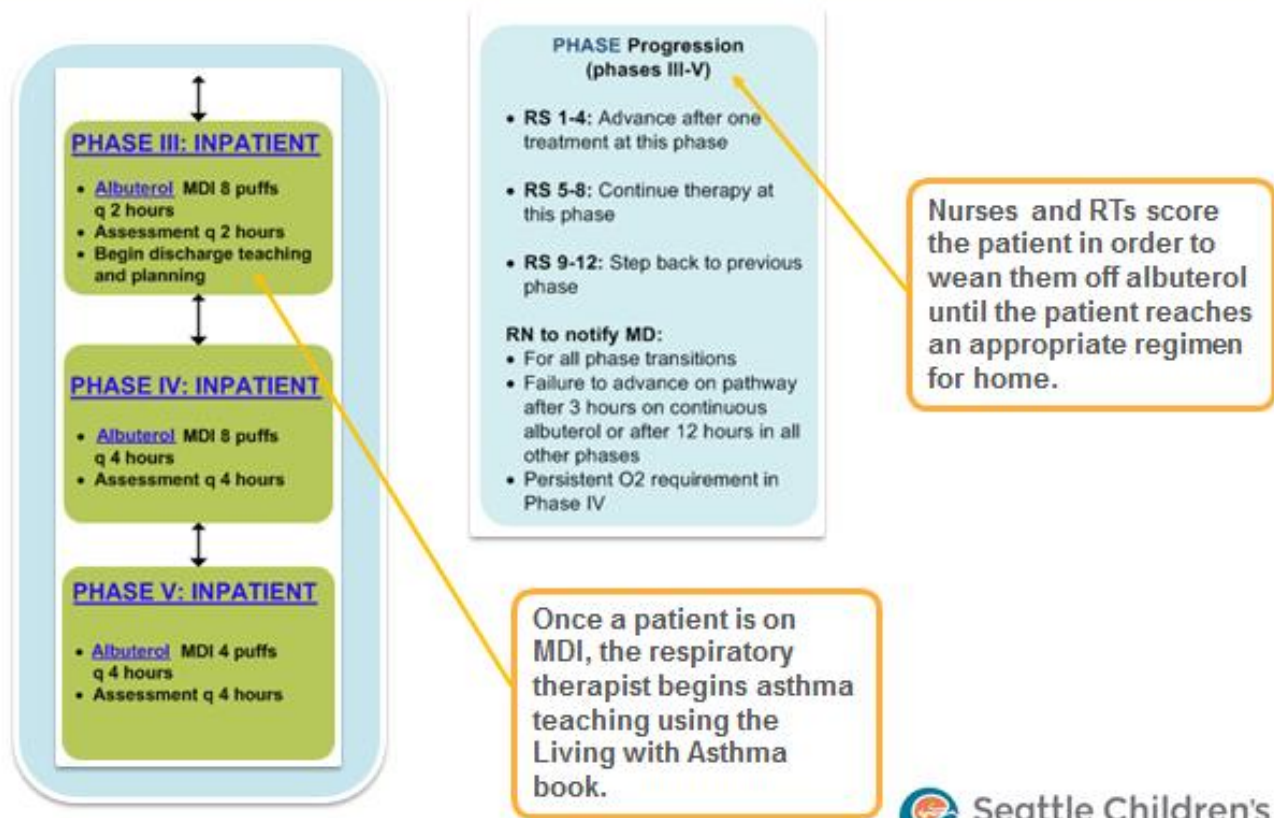 PHASE III: INPATIENT
• Albuterol MDI 8 puffs
q 2 hours
• Assessment q 2 hours
• Begin discharge teaching
and planning
PHASE IV: INPATIENT
• Albuterol MDI 8 puffs
q 4 hours
• Assessment q 4 hours
PHASE V: INPATIENT
• Albuterol MDI 4 puffs
q 4 hours
• Assessment q 4 hours
PHASE Progression
(phases III-V)
• RS 1-4: Advance after one
treatment at this phase
• RS 5-8: Continue therapy at
this phase
• RS 9-12: Step back to previous
phase
RN to notify MD:
• For all phase transitions
• Failure to advance on pathway
after 3 hours on continuous
albuterol or after 12 hours in all
other phases
• Persistent O2 requirement in
Phase IV
Nurses and RTs score
the patient in order to
wean them off albuterol
until the patient reaches
an appropriate regimen
for home.
Once a patient is on
MDI, the respiratory
therapist begins asthma
teaching using the
Living with Asthma
book.
Seattle Children's